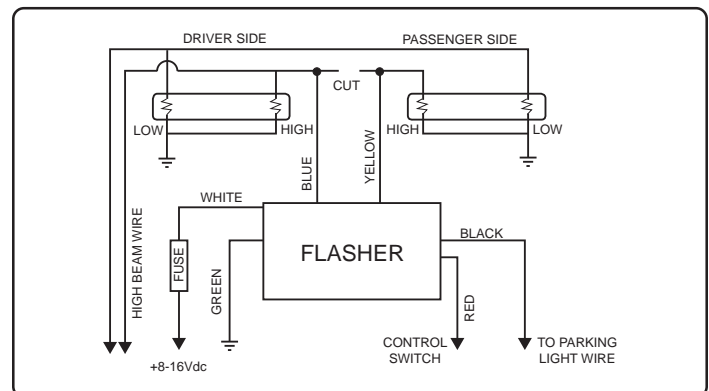 DRIVER SIDE
PASSENGER SIDE
CUT
LOW
HIGH
HIGH
LOW
BLUE
YELLOW
WHITE
HIGH BEAM WIRE
FUSE
GREEN
FLASHER
BLACK
RED
+8-16Vdc
CONTROL
SWITCH
TO PARKING
LIGHT WIRE